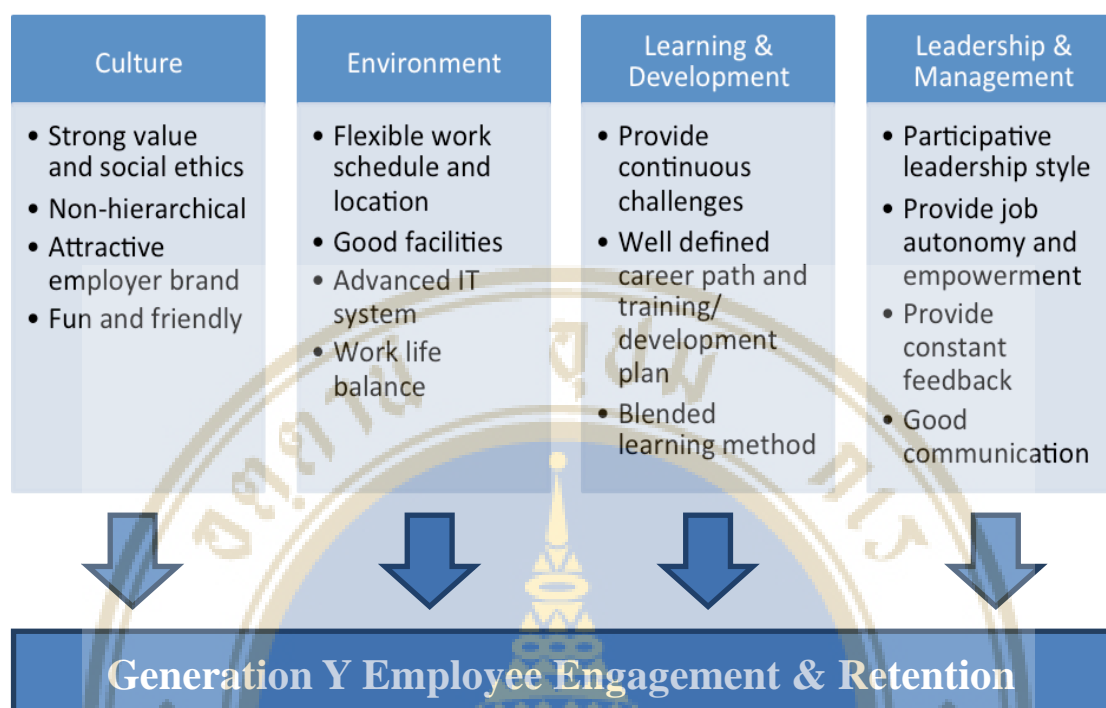 Culture
• Strong value
and social ethics
• Non-hierarchical
• Attractive
employer brand
• Fun and friendly
Environment
• Flexible work
schedule and
location
• Good facilities
• Advanced IT
system
• Work life
balance
Learning &
Development
• Provide
continuous
challenges
• Well defined
career path and
training/
development
plan
• Blended
learning method
Leadership &
Management
• Participative
leadership style
• Provide job
autonomy and
empowerment
• Provide
constant
feedback
• Good
communication
Generation Y Employee Engagement & Retention